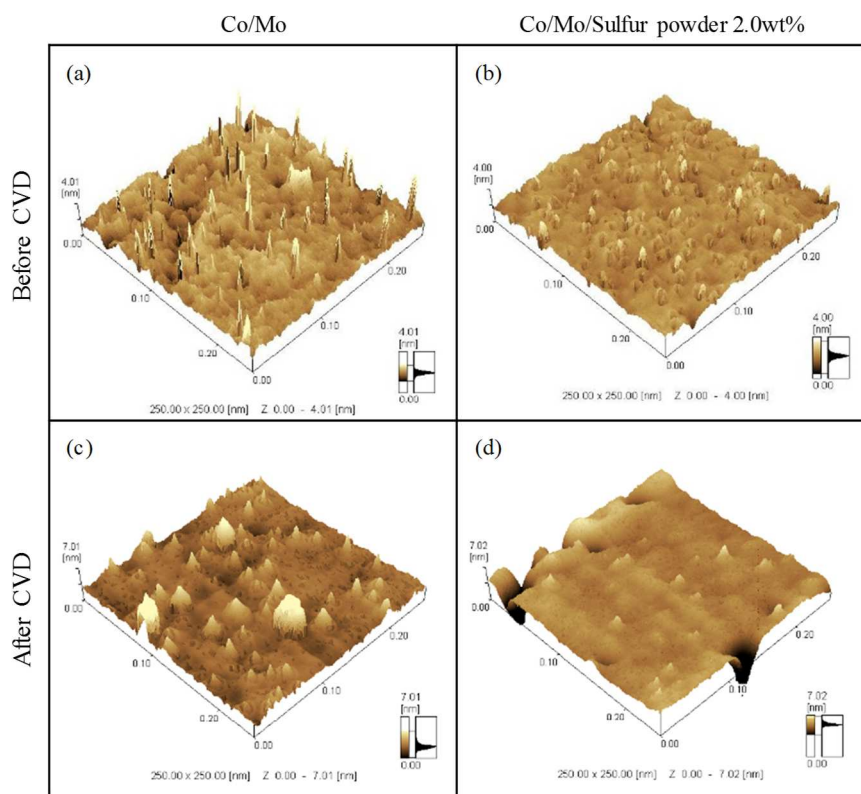 Co/Mo
Co/Mo/Sulfur powder 2.0wt%
Before CVD
(a)
4.01
[nm]
0.00
0.10
0.20
0.00
0.10
0.20
4.01
[nm]
0.00
250.00 x 250.00 [nm] Z 0.00 - 4.01 [nm]
(b)
4.00
[nm]
0.00
0.10
0.20
0.00
0.10
0.20
4.00
[nm]
0.00
250.00 x 250.00 [nm] Z 0.00 - 4.00 [nm]
After CVD
(c)
7.01
[nm]
0.00
0.10
0.20
0.00
0.10
0.20
7.01
[nm]
0.00
250.00 x 250.00 [nm] Z 0.00 - 7.01 [nm]
(d)
7.02
[nm]
0.00
0.10
0.20
0.00
0.10
0.20
7.02
[nm]
0.00
250.00 x 250.00 [nm] Z 0.00 - 7.02 [nm]